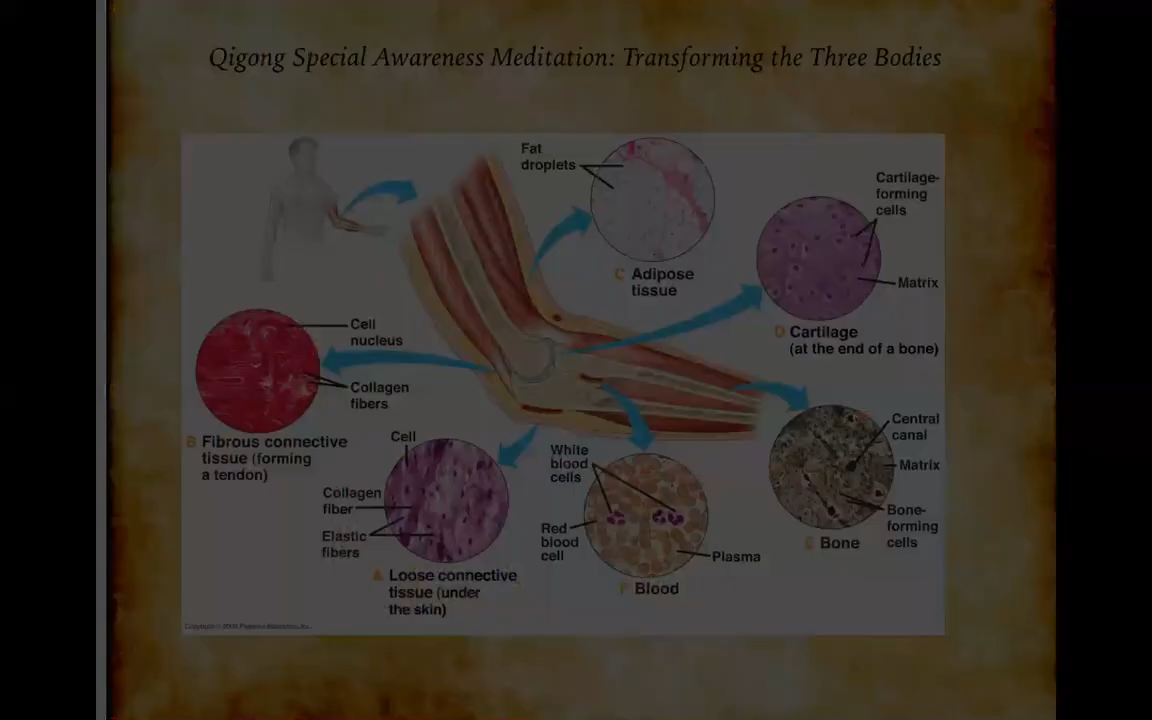 Qigong Special Awareness Meditation: Transforming the Three Bodies
Fat
droplets
Cartilage-
forming
cells
Matrix
C Adipose
tissue
D Cartilage
(at the end of a bone)
Cell
nucleus
Collagen
fibers
B Fibrous connective
tissue (forming
a tendon)
Cell
Collagen
fiber
Elastic
fibers
A Loose connective
tissue (under
the skin)
White
blood
cells
Red
blood
cell
Plasma
F Blood
Central
canal
Matrix
Bone-
forming
cells
E Bone